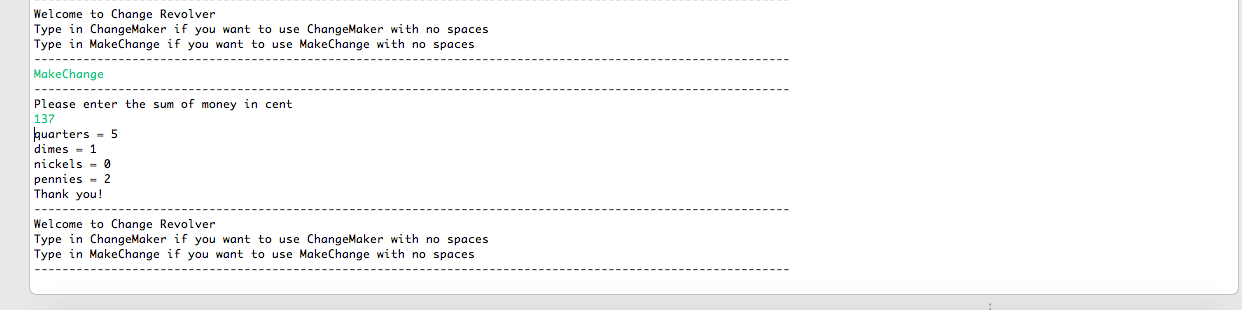 Welcome to Change Revolver
Type in ChangeMaker if you want to use ChangeMaker with no spaces
Type in MakeChange if you want to use MakeChange with no spaces
------------------------------------------------------------------------------------------------------------
MakeChange
------------------------------------------------------------------------------------------------------------
Please enter the sum of money in cent
137
quarters = 5
dimes = 1
nickels = 0
pennies = 2
Thank you!
------------------------------------------------------------------------------------------------------------
Welcome to Change Revolver
Type in ChangeMaker if you want to use ChangeMaker with no spaces
Type in MakeChange if you want to use MakeChange with no spaces
------------------------------------------------------------------------------------------------------------